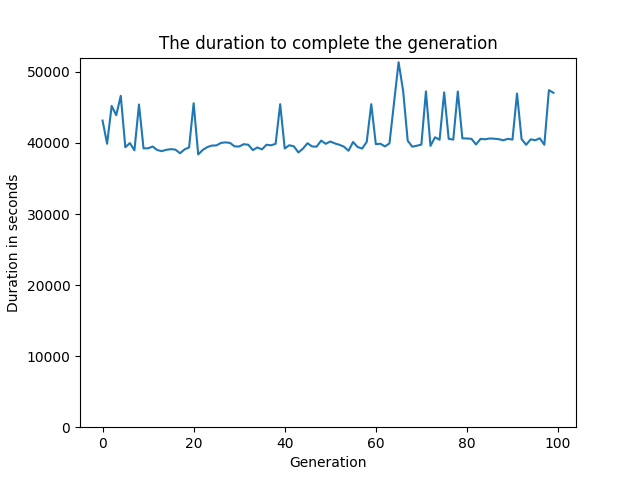 The duration to complete the generation
Duration in seconds
50000
40000
30000
20000
10000
0
0 20 40 60 80 100
Generation